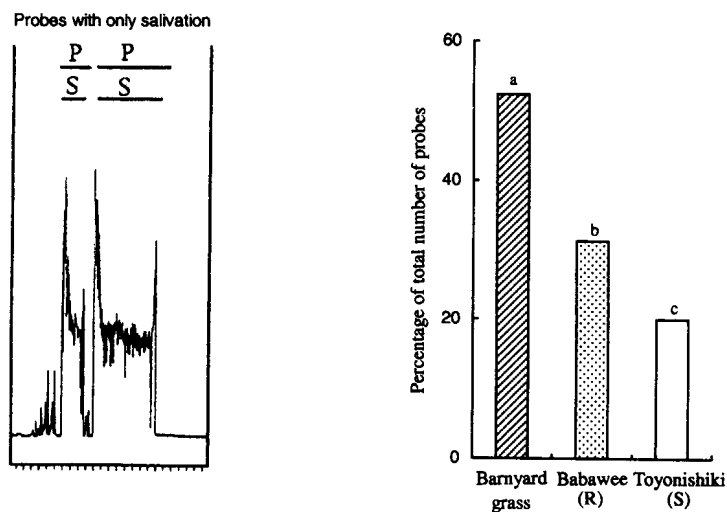 Probes with only salivation
P P
S S
Percentage of total number of probes
60
40
20
0
a
b
c
Barnyard grass
Babawee (R)
Toyonishiki (S)